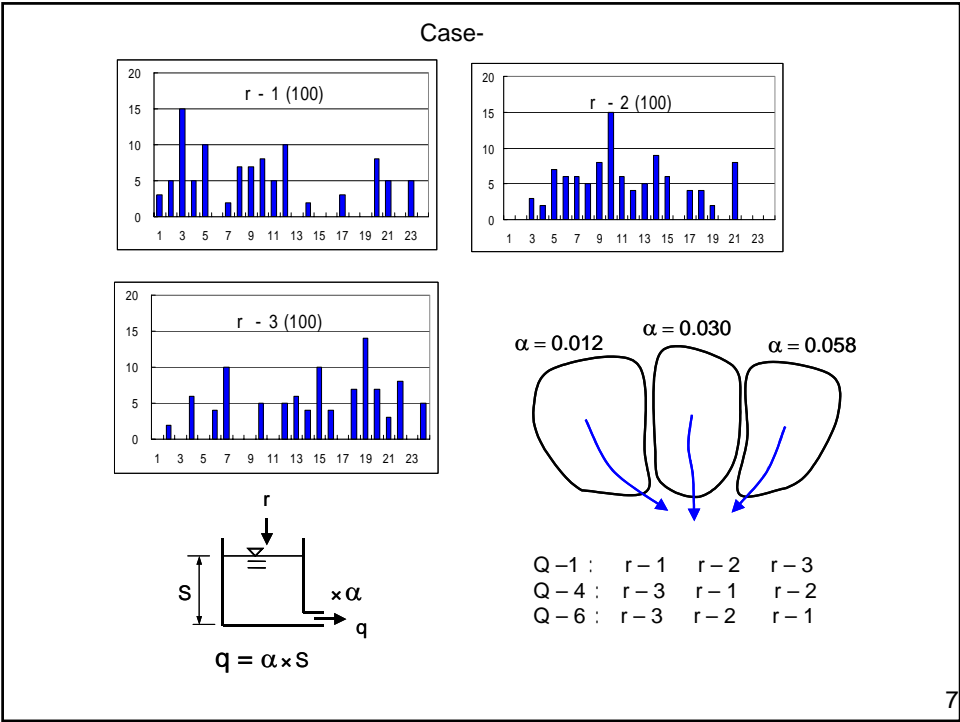 Case-
r - 1 (100)
20
15
10
5
0
1 3 5 7 9 11 13 15 17 19 21 23
r - 2 (100)
20
15
10
5
0
1 3 5 7 9 11 13 15 17 19 21 23
r - 3 (100)
20
15
10
5
0
1 3 5 7 9 11 13 15 17 19 21 23
α = 0.012
α = 0.030
α = 0.058
r
S
×α
q
q = α×S
Q –1 : r – 1 r – 2 r – 3
Q – 4 : r – 3 r – 1 r – 2
Q – 6 : r – 3 r – 2 r – 1
7